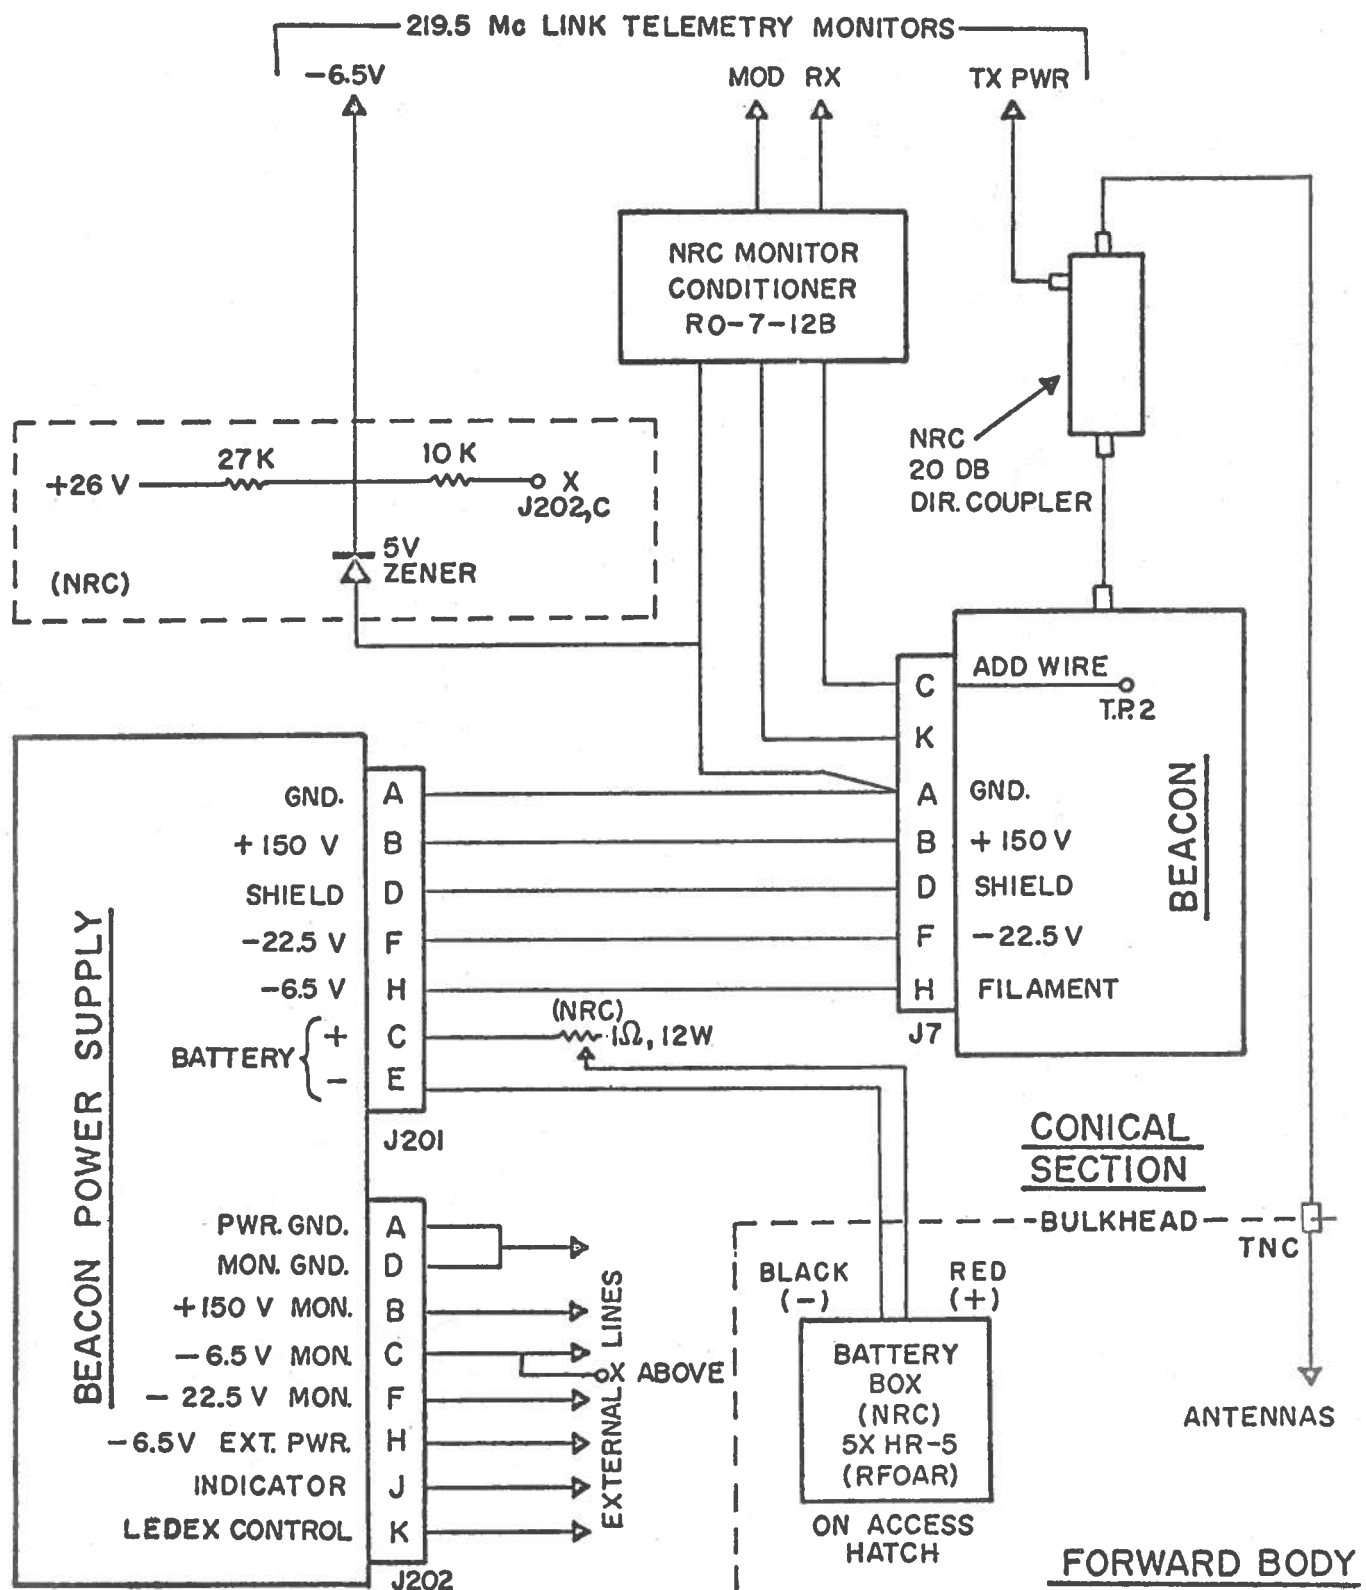 219.5 Mc LINK TELEMETRY MONITORS
-6.5V
MOD RX
TX PWR
NRC MONITOR
CONDITIONER
RO-7-12B
NRC
20 DB
DIR. COUPLER
+26 V
27 K
10 K
X
J202,C
5V
ZENER
(NRC)
C
ADD WIRE
T.P. 2
K
A
GND.
B
+150 V
D
SHIELD
F
-22.5 V
H
FILAMENT
J7
BEACON
BEACON POWER SUPPLY
GND. A
+150 V B
SHIELD D
-22.5 V F
-6.5 V H
BATTERY
+ C
- E
(NRC)
1Ω, 12W
J201
PWR. GND. A
MON. GND. D
+150 V MON. B
-6.5 V MON. C
-22.5 V MON. F
-6.5V EXT. PWR. H
INDICATOR J
LEDEX CONTROL K
J202
EXTERNAL LINES
X ABOVE
CONICAL
SECTION
BULKHEAD
TNC
BLACK
(-)
RED
(+)
BATTERY
BOX
(NRC)
5X HR-5
(RFOAR)
ON ACCESS
HATCH
ANTENNAS
FORWARD BODY